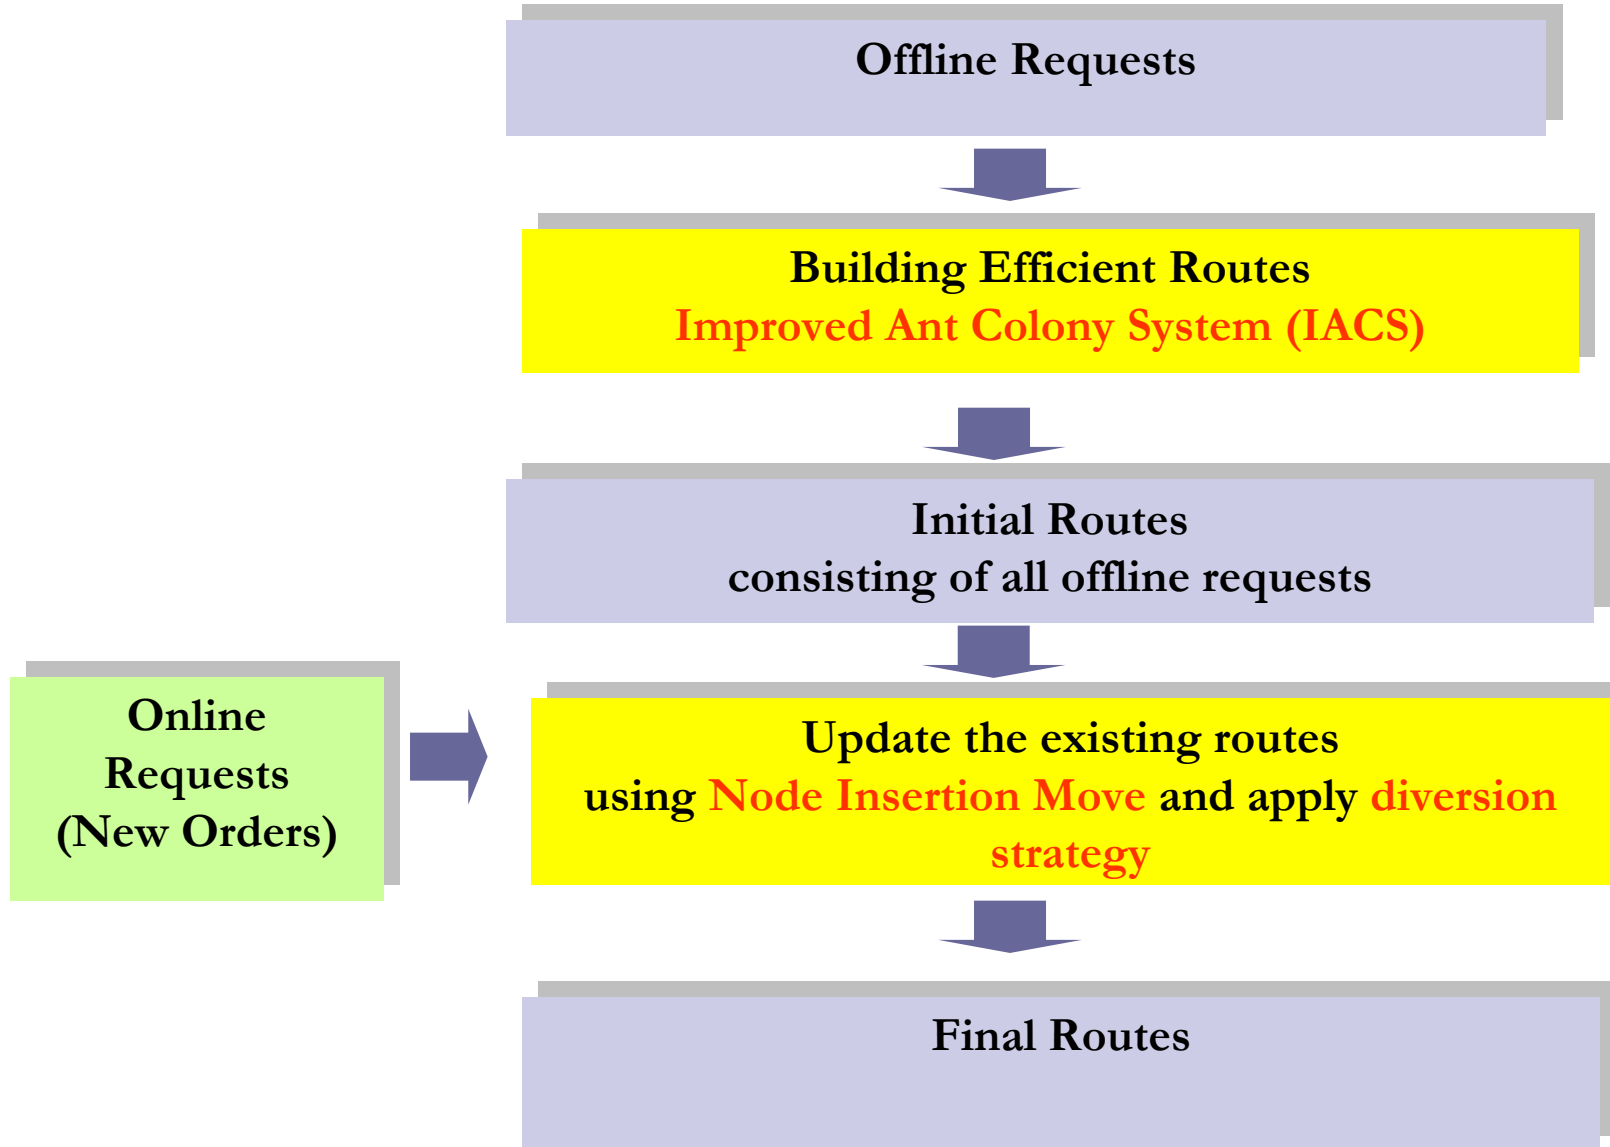 Offline Requests
Building Efficient Routes
Improved Ant Colony System (IACS)
Initial Routes
consisting of all offline requests
Online
Requests
(New Orders)
Update the existing routes
using Node Insertion Move and apply diversion
strategy
Final Routes